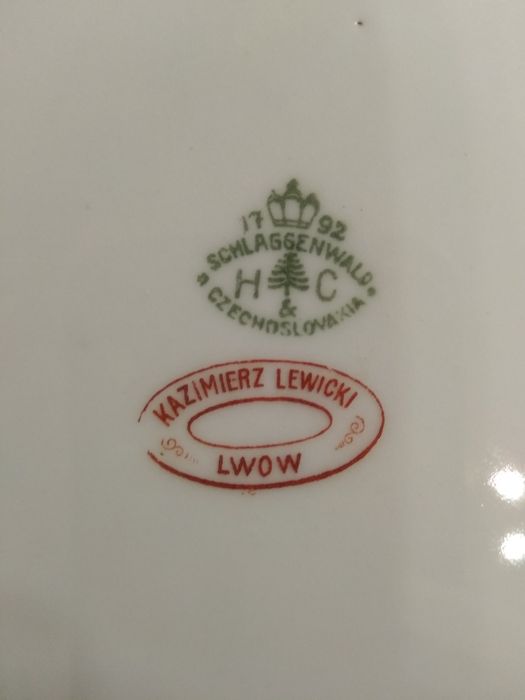 17 92
SCHLAGGENWALD
H & C
CZECHOSLOVAKIA
KAZIMIERZ LEWICKI
LWOW